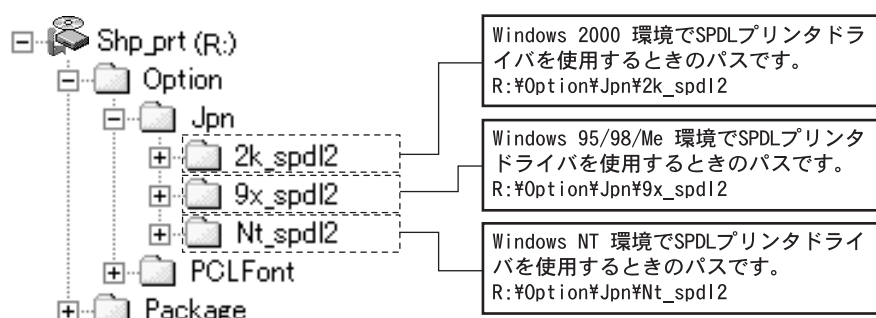 Shp_prt (R:)
Option
Jpn
2k_spdl2
9x_spdl2
Nt_spdl2
PCLFont
Package
Windows 2000 環境でSPDLプリンタドラ
イバを使用するときのパスです。
R:¥Option¥Jpn¥2k_spdl2
Windows 95/98/Me 環境でSPDLプリンタ
ドライバを使用するときのパスです。
R:¥Option¥Jpn¥9x_spdl2
Windows NT 環境でSPDLプリンタドライ
バを使用するときのパスです。
R:¥Option¥Jpn¥Nt_spdl2